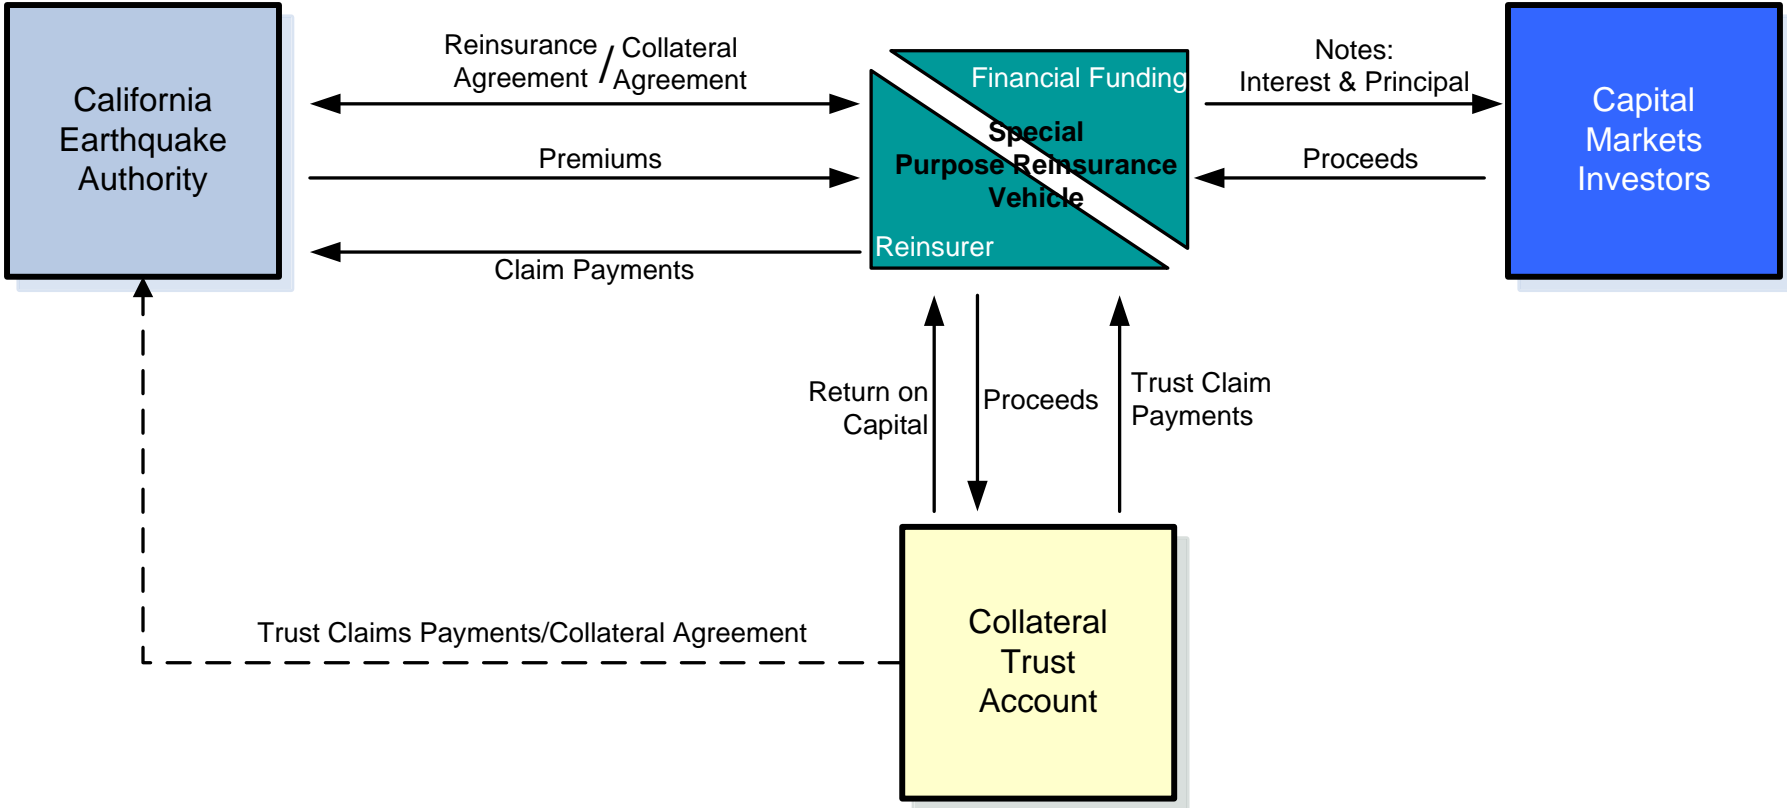 California
Earthquake
Authority
Reinsurance
Agreement
/
Collateral
Agreement
Premiums
Claim Payments
Financial Funding
Special
Purpose Reinsurance
Vehicle
Reinsurer
Notes:
Interest & Principal
Proceeds
Capital
Markets
Investors
Return on
Capital
Proceeds
Trust Claim
Payments
Trust Claims Payments/Collateral Agreement
Collateral
Trust
Account